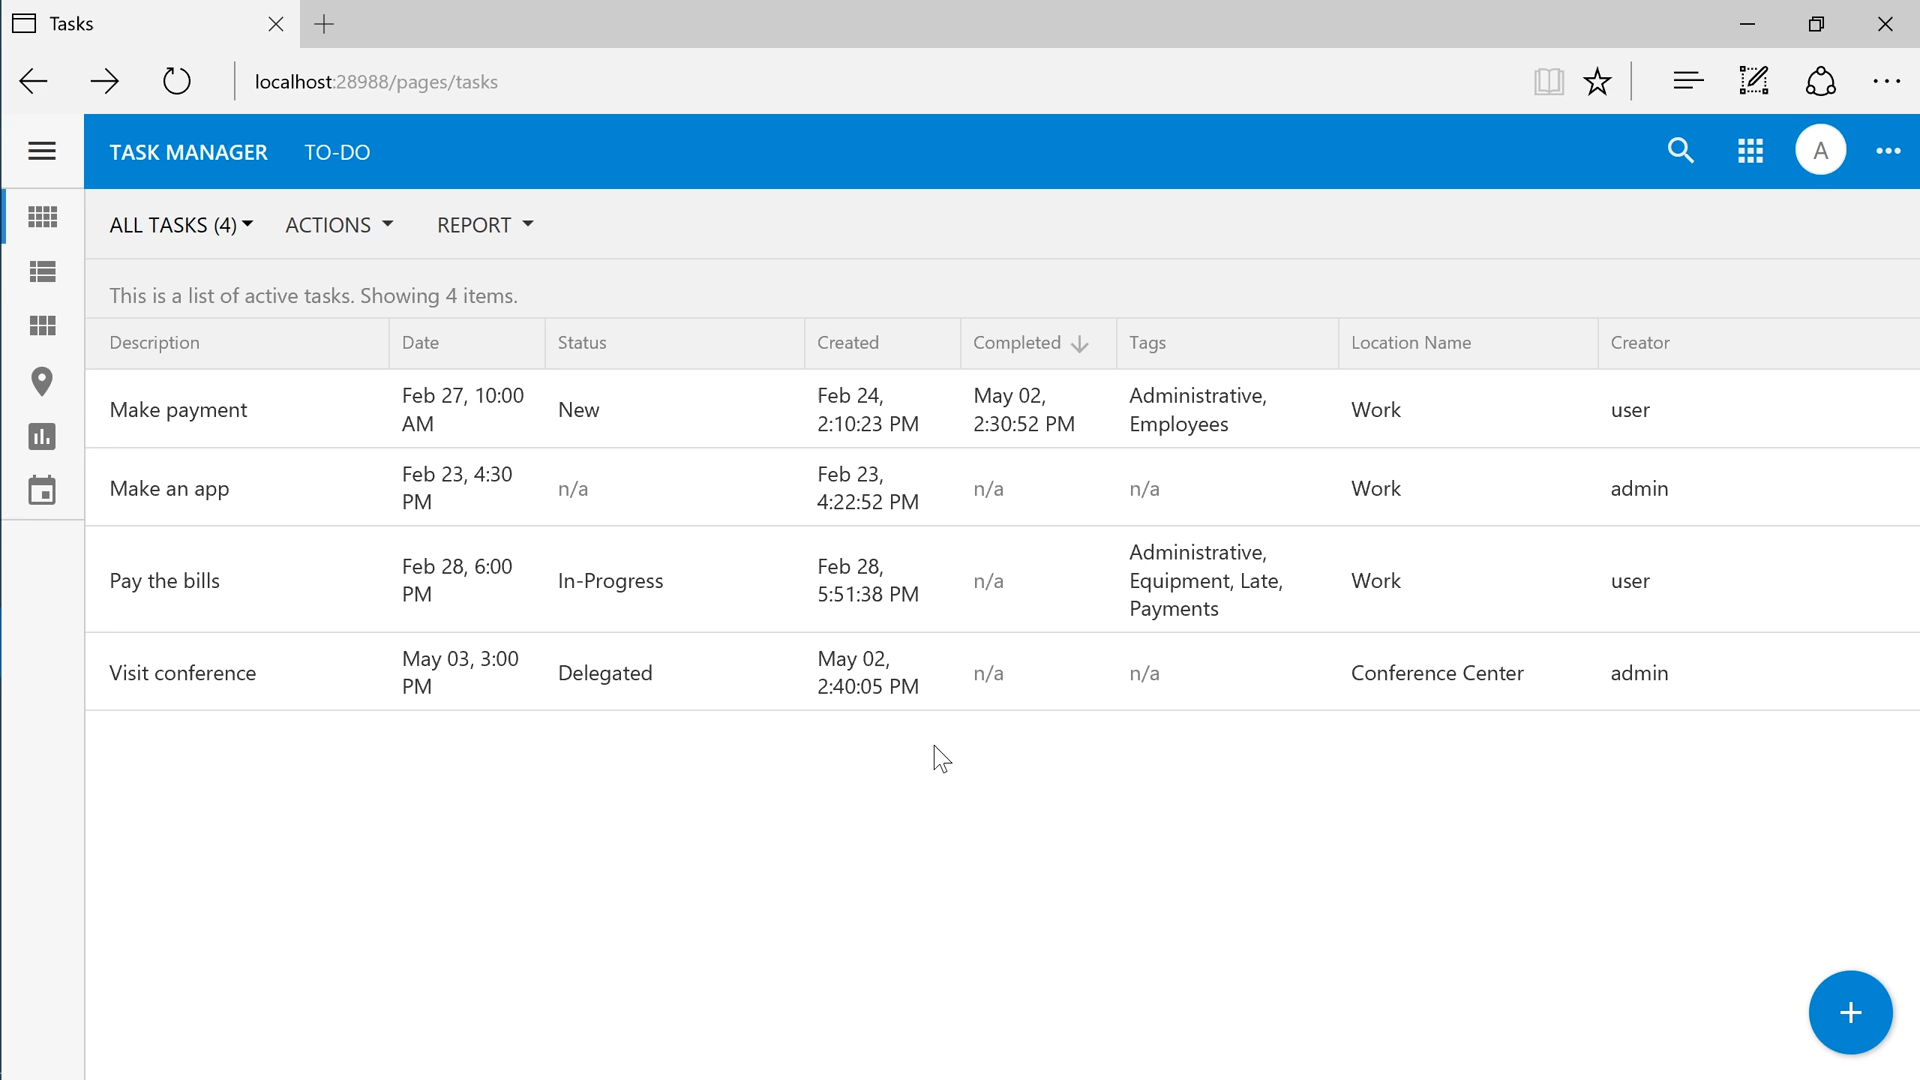 Tasks
localhost:28988/pages/tasks
TASK MANAGER TO-DO
A
ALL TASKS (4) ACTIONS REPORT
This is a list of active tasks. Showing 4 items.
Description Date Status Created Completed Tags Location Name Creator
Make payment Feb 27, 10:00 AM New Feb 24, 2:10:23 PM May 02, 2:30:52 PM Administrative, Employees Work user
Make an app Feb 23, 4:30 PM n/a Feb 23, 4:22:52 PM n/a n/a Work admin
Pay the bills Feb 28, 6:00 PM In-Progress Feb 28, 5:51:38 PM n/a Administrative, Equipment, Late, Payments Work user
Visit conference May 03, 3:00 PM Delegated May 02, 2:40:05 PM n/a n/a Conference Center admin